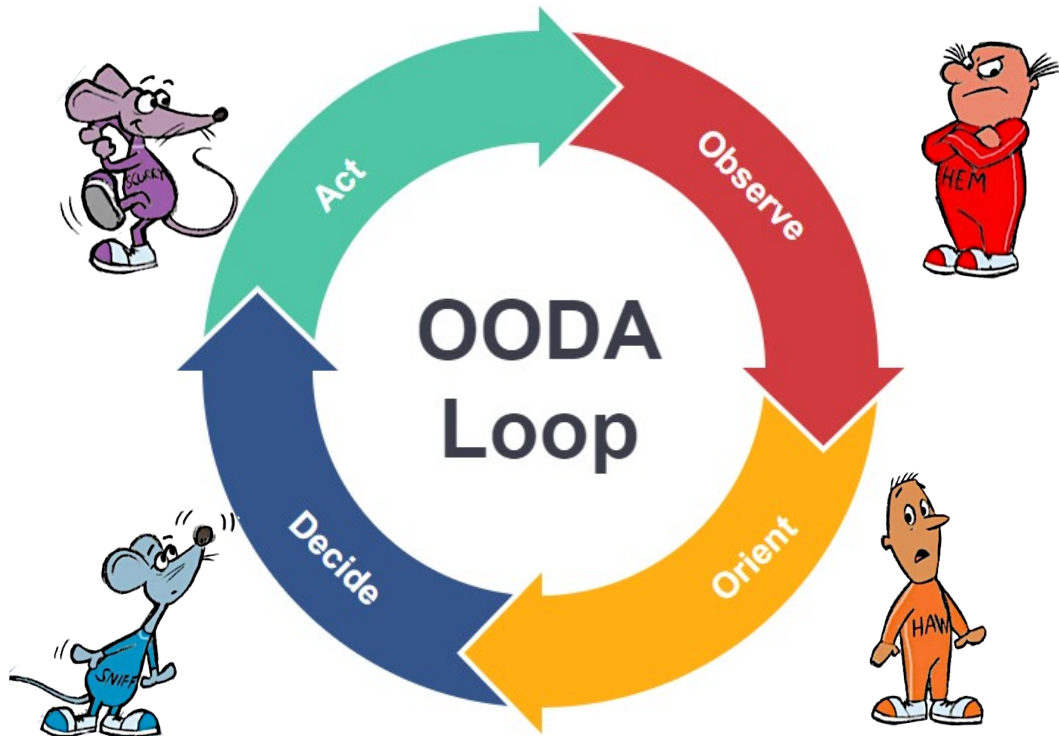 SCURRY
Act
Observe
HEM
OODA
Loop
Decide
Orient
SNIFF
HAW